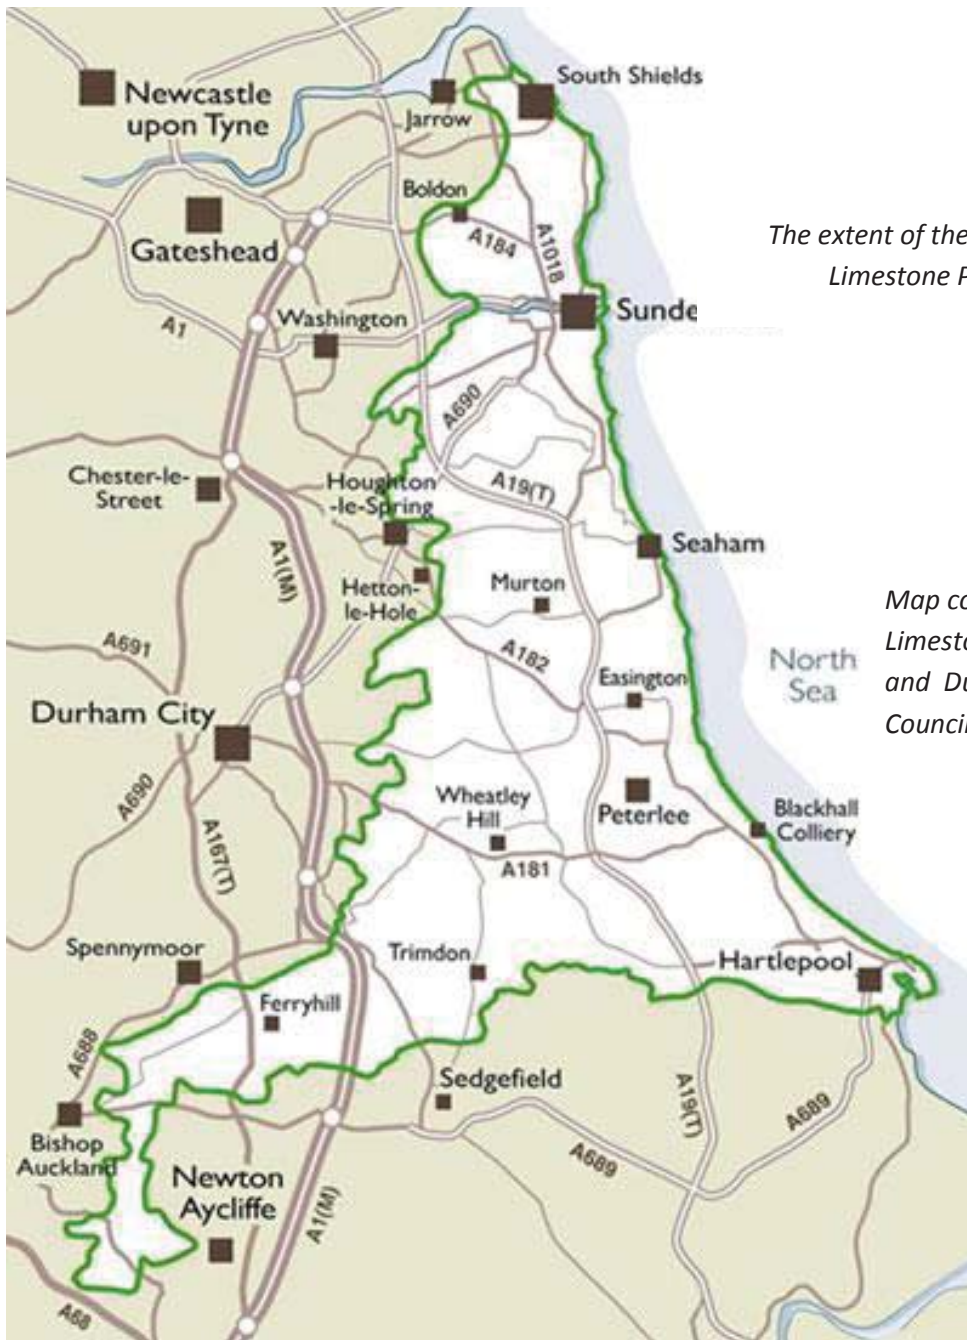 South Shields
Newcastle
upon Tyne
Jarrow
Boldon
A184
A1018
Gateshead
The extent of the
Limestone P
A1
Washington
Sunde
A690
Chester-le-
Street
Houghton
-le-Spring
A19(T)
A1(M)
Seaham
Hetton-
le-Hole
Murton
Map co
Limesto
and Du
Council
North
Sea
A691
A182
Easington
Durham City
A690
A167(T)
Wheatley
Hill
Peterlee
Blackhall
Colliery
A181
Spennymoor
Trimdon
Hartlepool
Ferryhill
A688
Sedgefield
A19(T)
A689
A689
Bishop
Auckland
Newton
Aycliffe
A1(M)
A68